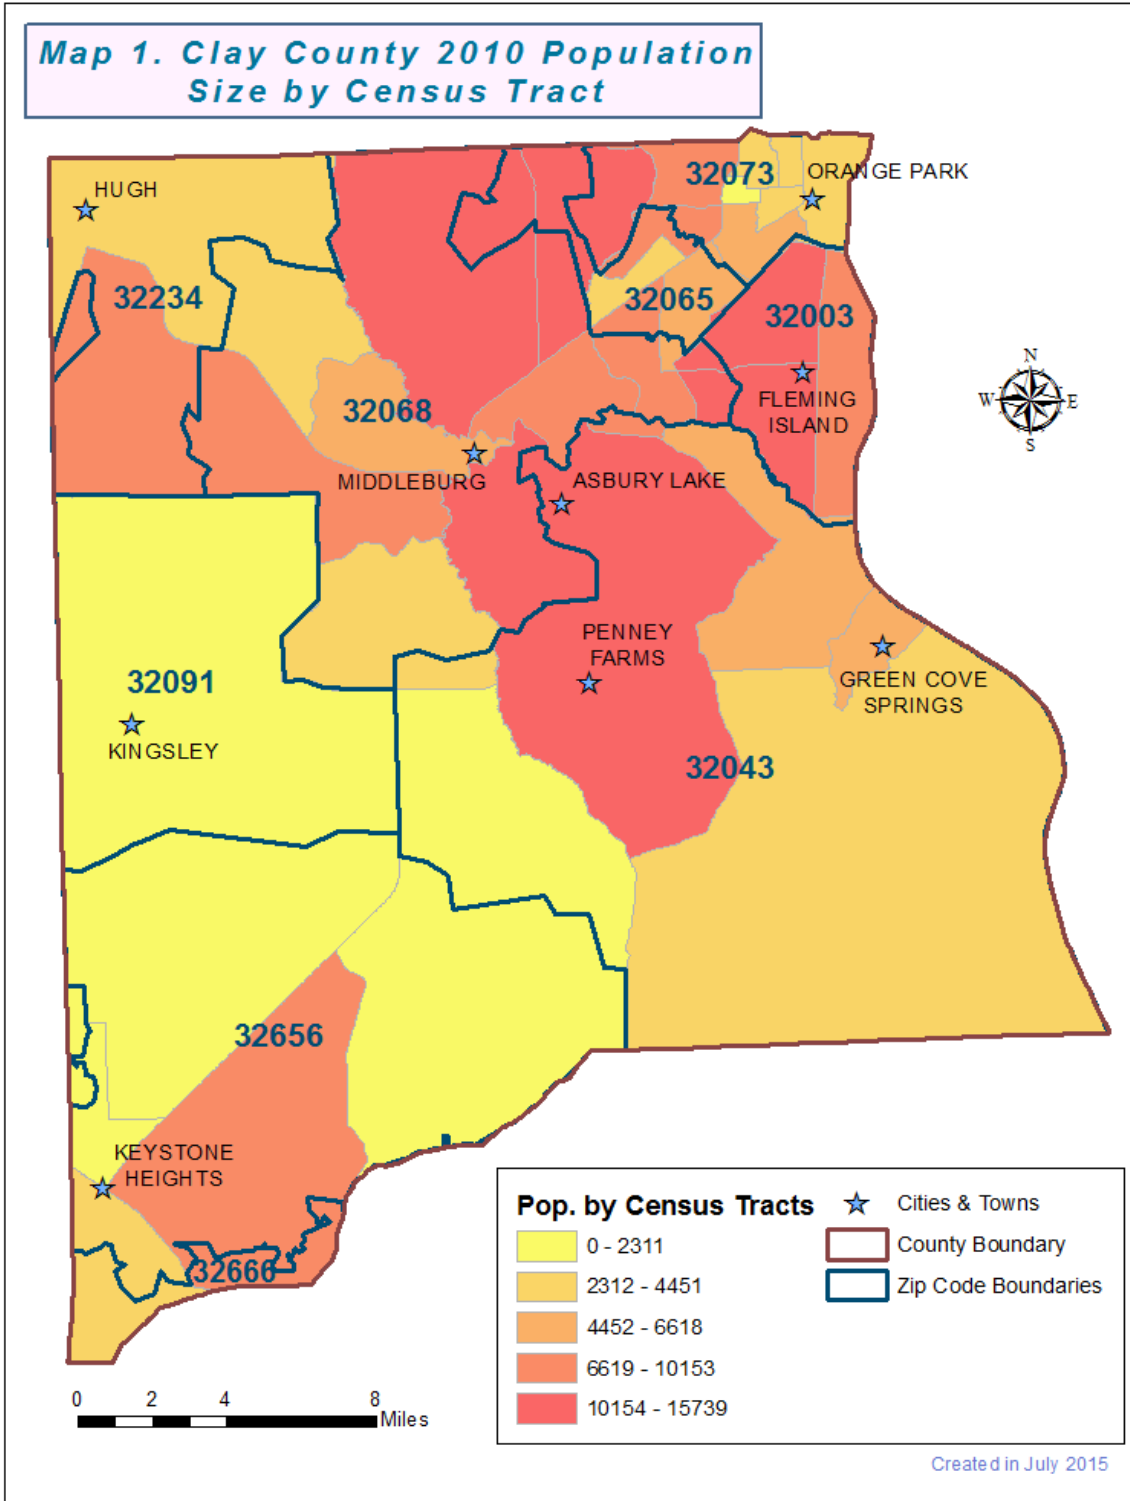 Map 1. Clay County 2010 Population
Size by Census Tract
HUGH
32073
ORANGE PARK
32234
32065
32003
N
W
E
S
FLEMING
ISLAND
32068
MIDDLEBURG
ASBURY LAKE
PENNEY
FARMS
GREEN COVE
SPRINGS
32091
KINGSLEY
32043
32656
KEYSTONE
HEIGHTS
32666
Pop. by Census Tracts
0 - 2311
2312 - 4451
4452 - 6618
6619 - 10153
10154 - 15739
Cities & Towns
County Boundary
Zip Code Boundaries
0 2 4 8
Miles
Created in July 2015